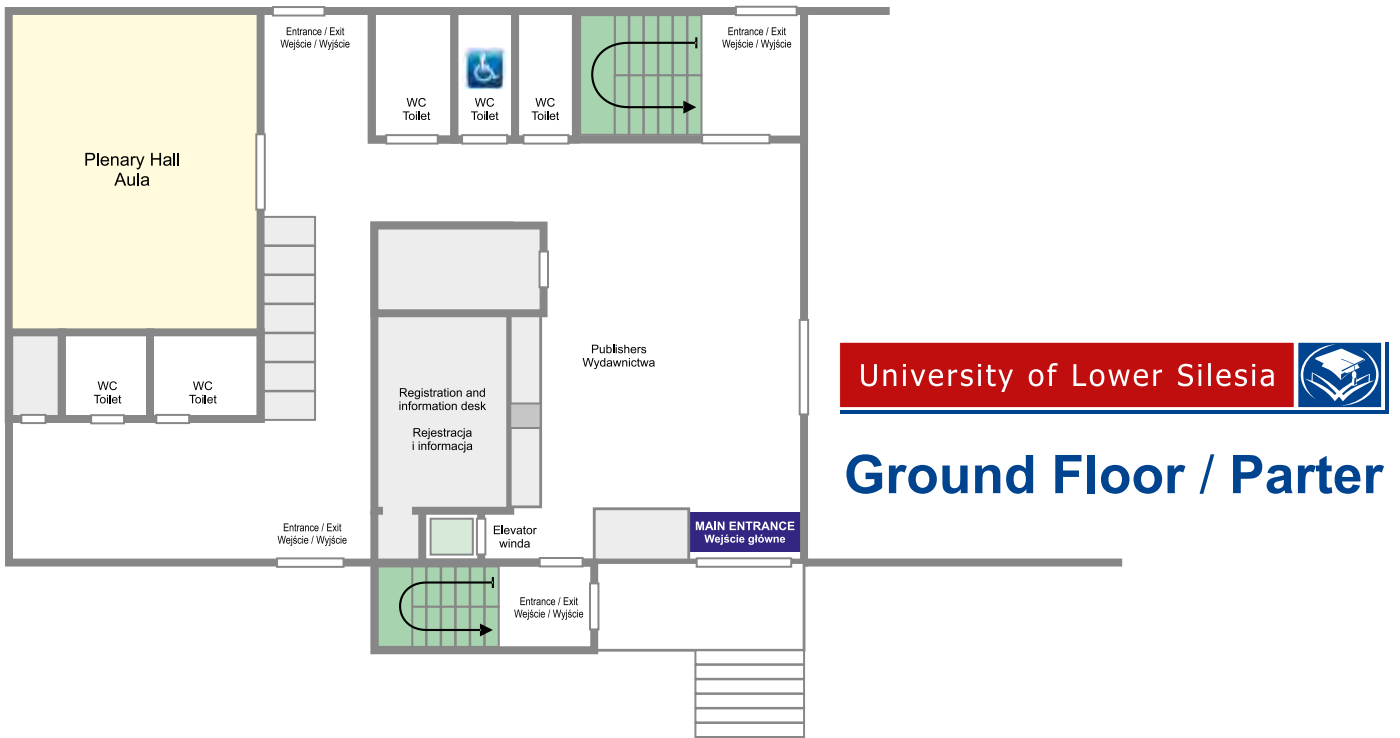 Entrance / Exit
Wejście / Wyjście
WC
Toilet
WC
Toilet
WC
Toilet
Entrance / Exit
Wejście / Wyjście
Plenary Hall
Aula
Publishers
Wydawnictwa
University of Lower Silesia
WC
Toilet
WC
Toilet
Registration and
information desk
Rejestracja
i informacja
Ground Floor / Parter
Entrance / Exit
Wejście / Wyjście
Elevator
winda
MAIN ENTRANCE
Wejście główne
Entrance / Exit
Wejście / Wyjście